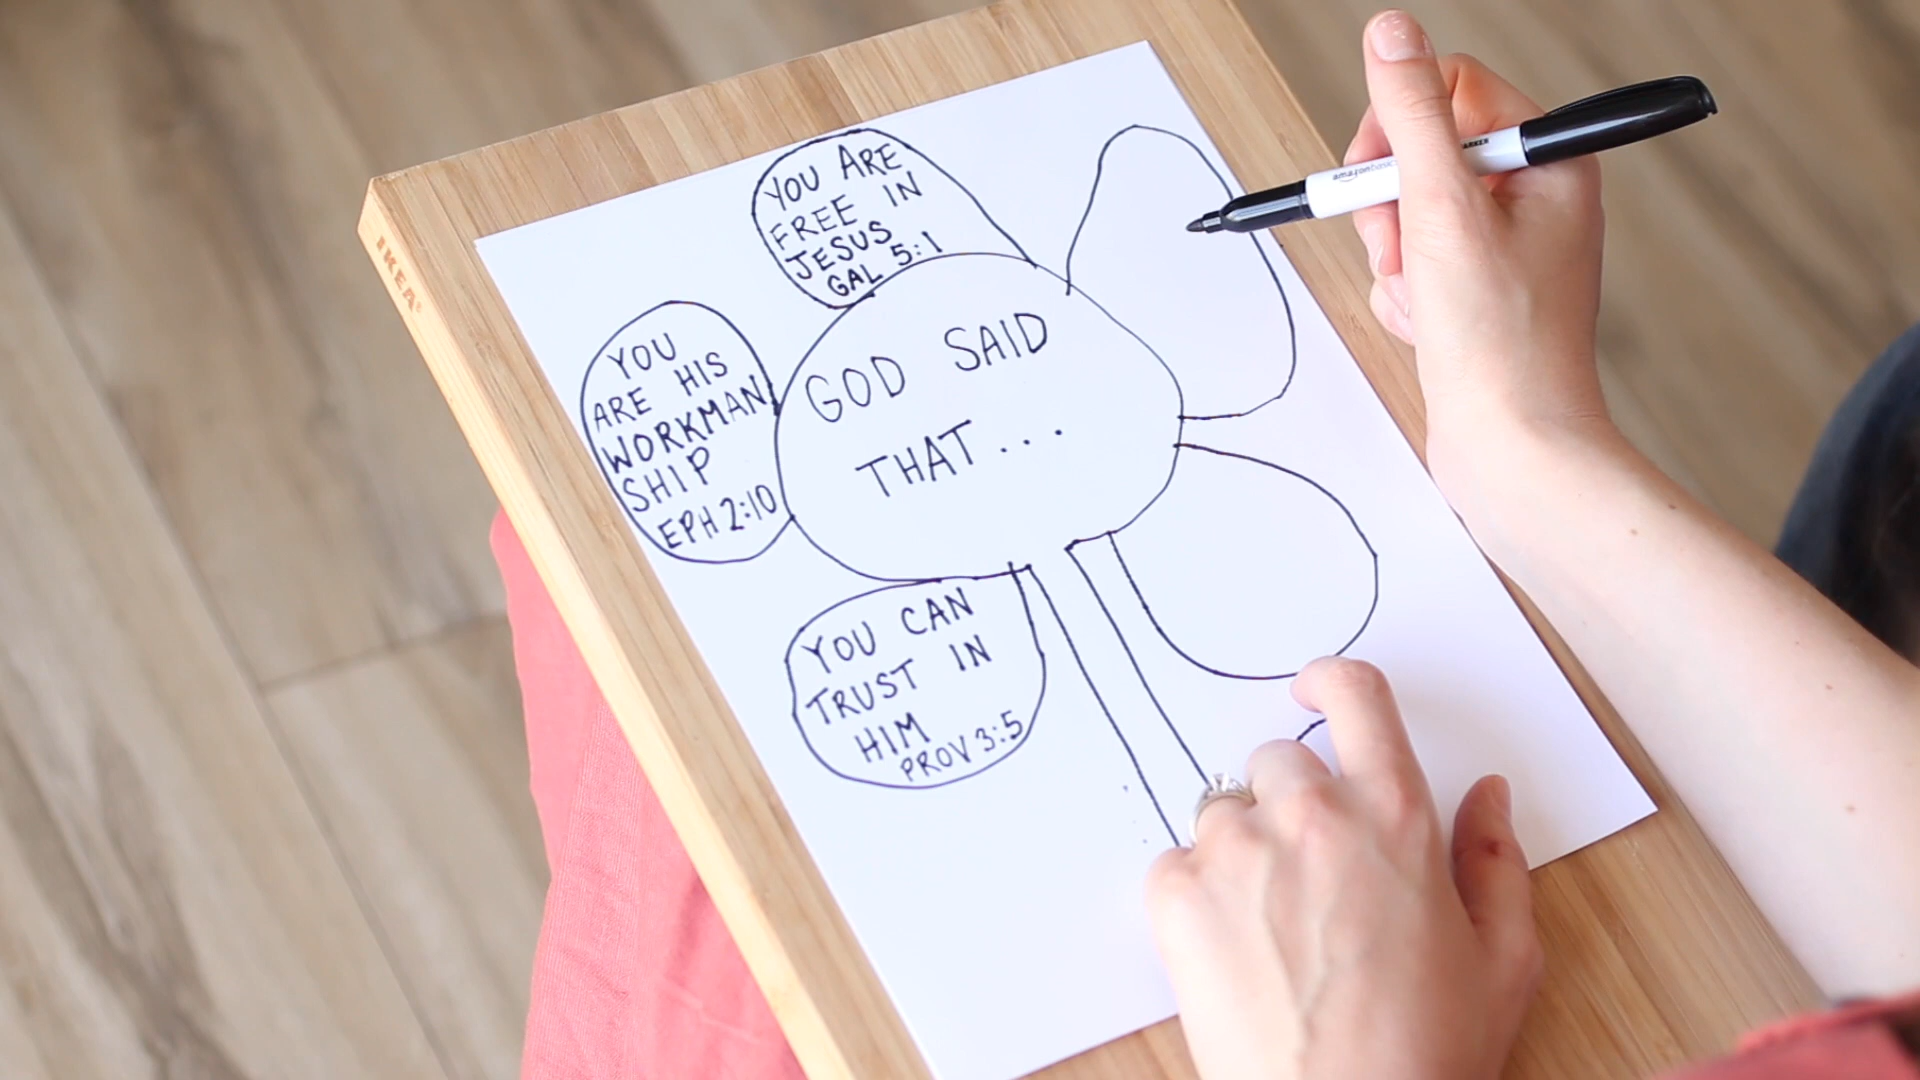 YOU ARE
FREE IN
JESUS
GAL 5:1
YOU
ARE HIS
WORKMAN
SHIP
EPH 2:10
GOD SAID
THAT...
YOU CAN
TRUST IN
HIM
PROV 3:5
IKEA®
amazonbasics